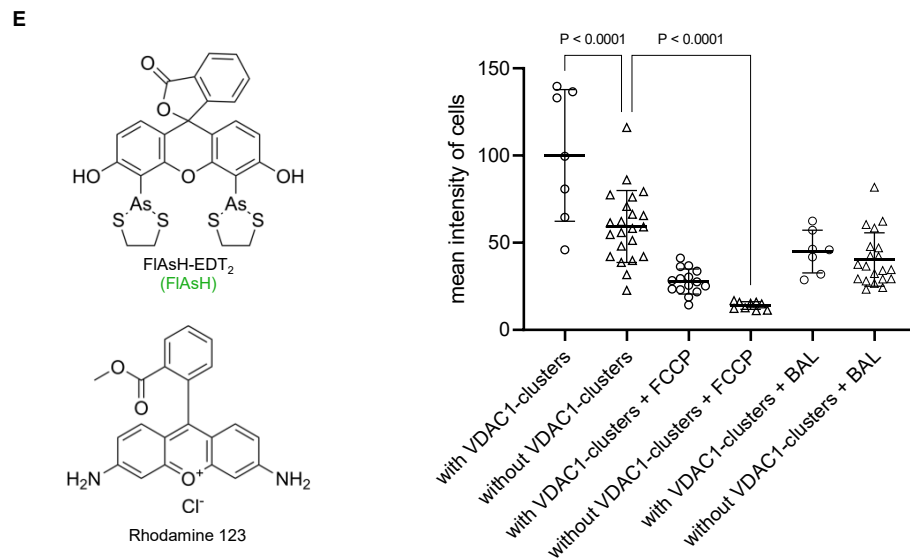 E
O
O
HO
O
OH
As
As
S
S
S
S
FlAsH-EDT2
(FlAsH)
O
O
H2N
O+
NH2
Cl-
Rhodamine 123
P < 0.0001
P < 0.0001
mean intensity of cells
150
100
50
0
with VDAC1-clusters
without VDAC1-clusters
with VDAC1-clusters + FCCP
without VDAC1-clusters + FCCP
with VDAC1-clusters + BAL
without VDAC1-clusters + BAL